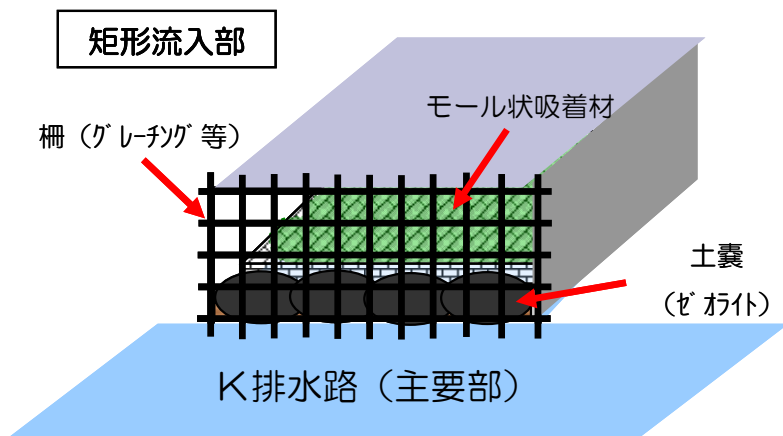 矩形流入部
モール状吸着材
柵（ｸﾞﾚｰﾁﾝｸﾞ等）
土嚢
（ｾﾞｵﾗｲﾄ）
Ｋ排水路（主要部）